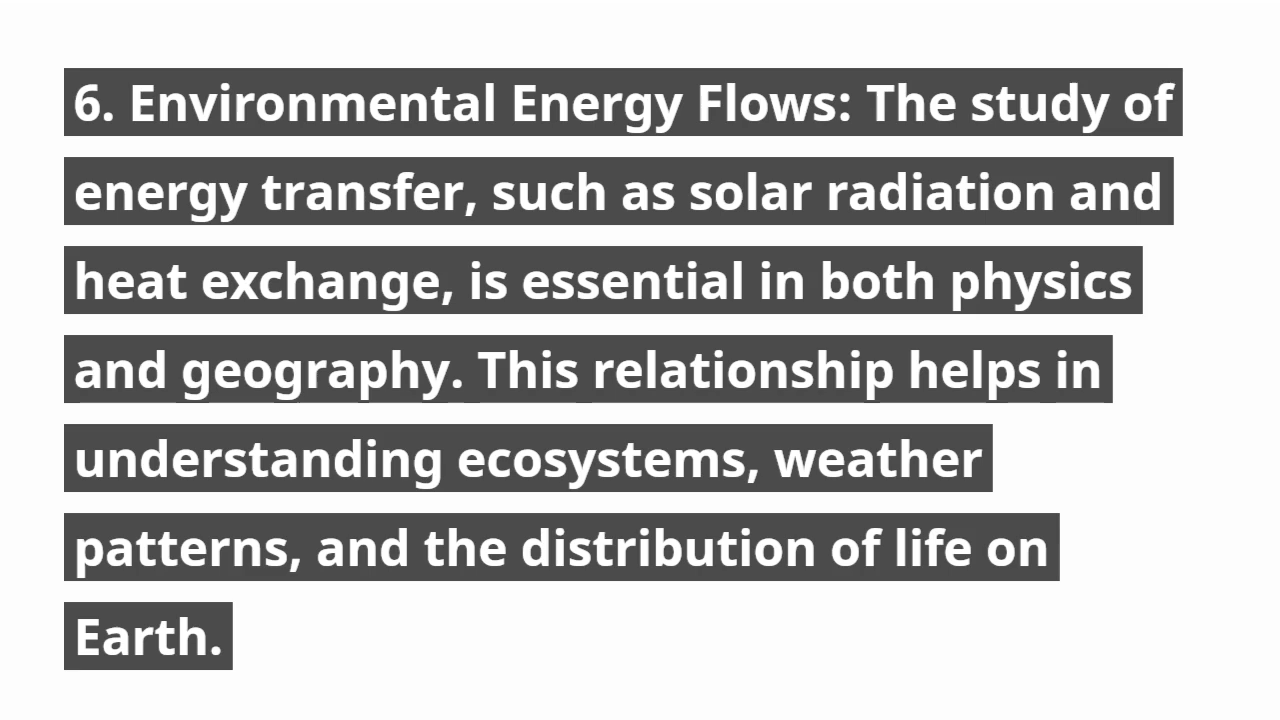 6. Environmental Energy Flows: The study of
energy transfer, such as solar radiation and
heat exchange, is essential in both physics
and geography. This relationship helps in
understanding ecosystems, weather
patterns, and the distribution of life on
Earth.